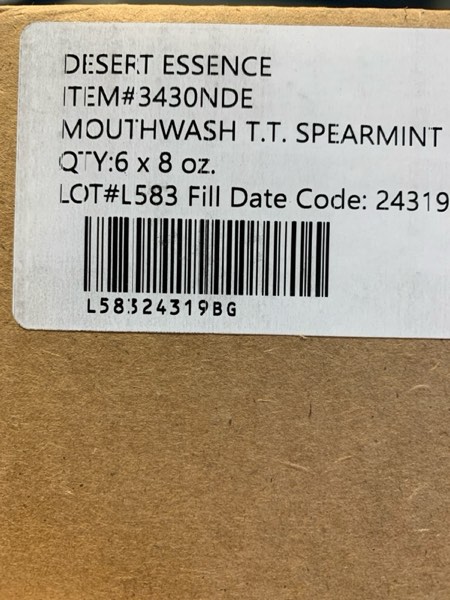 DESERT ESSENCE
ITEM#3430NDE
MOUTHWASH T.T. SPEARMINT
QTY:6 x 8 oz.
LOT#L583 Fill Date Code: 24319
L58324319BG